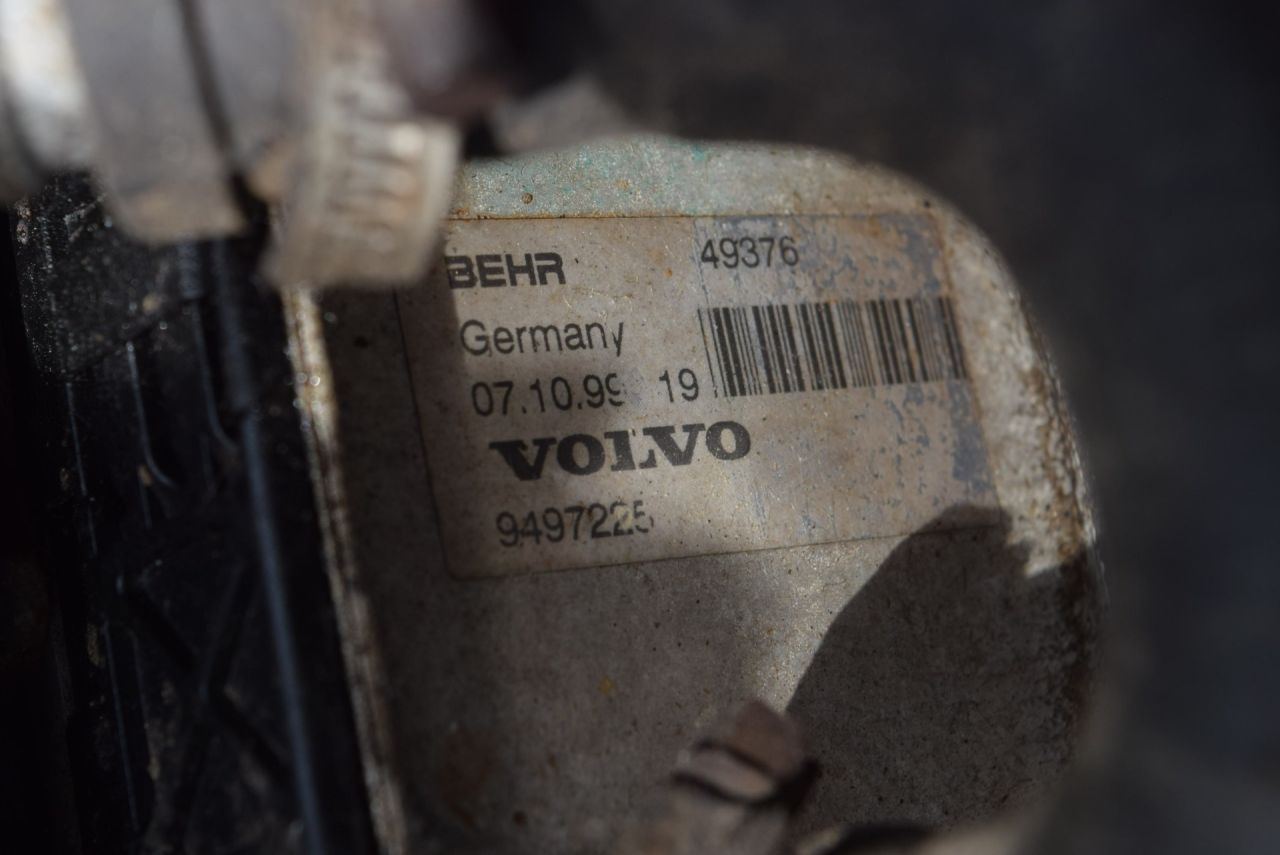 BEHR 49376
Germany
07.10.99 19
VOLVO
9497225